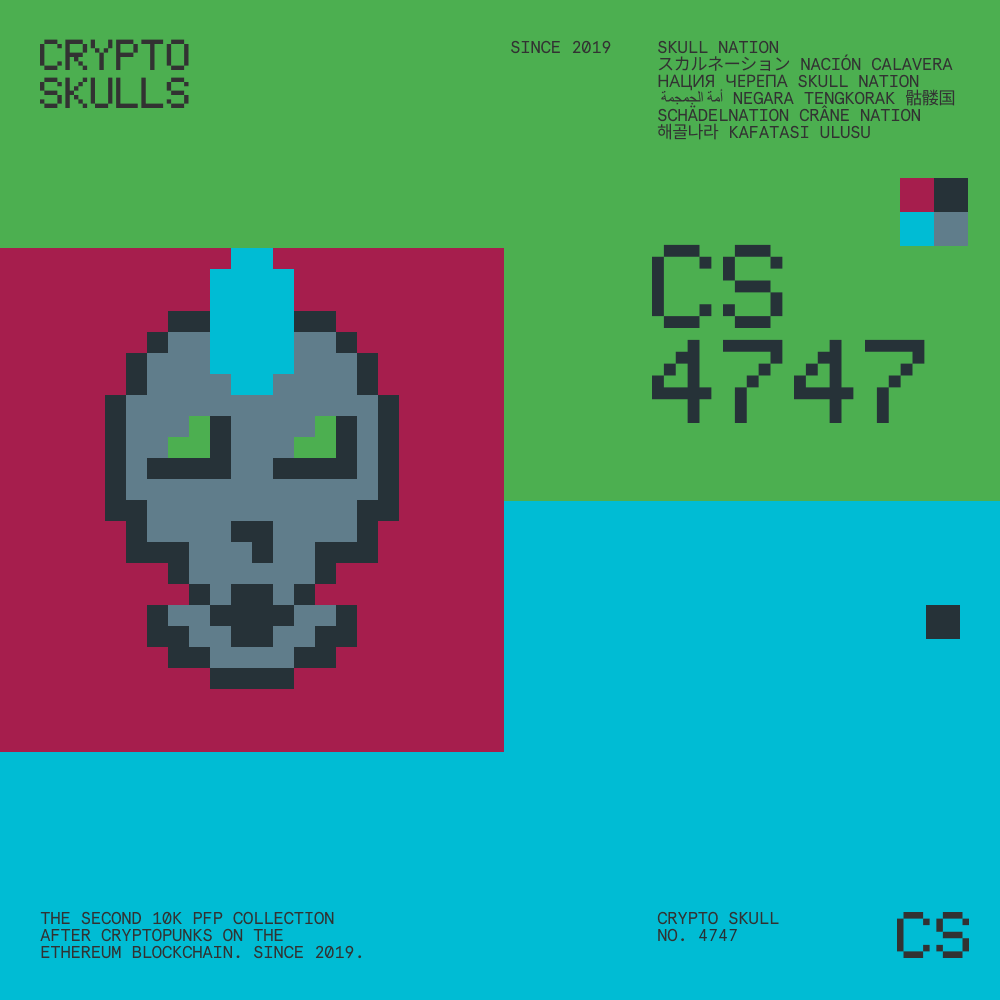 CRYPTO
SKULLS
SINCE 2019
SKULL NATION
スカルネーション NACIÓN CALAVERA
НАЦИЯ ЧЕРЕПА SKULL NATION
أمة الجمجمة NEGARA TENGKORAK 骷髅国
SCHÄDELNATION CRÂNE NATION
해골나라 KAFATASI ULUSU
CS
4747
THE SECOND 10K PFP COLLECTION
AFTER CRYPTOPUNKS ON THE
ETHEREUM BLOCKCHAIN. SINCE 2019.
CRYPTO SKULL
NO. 4747
CS